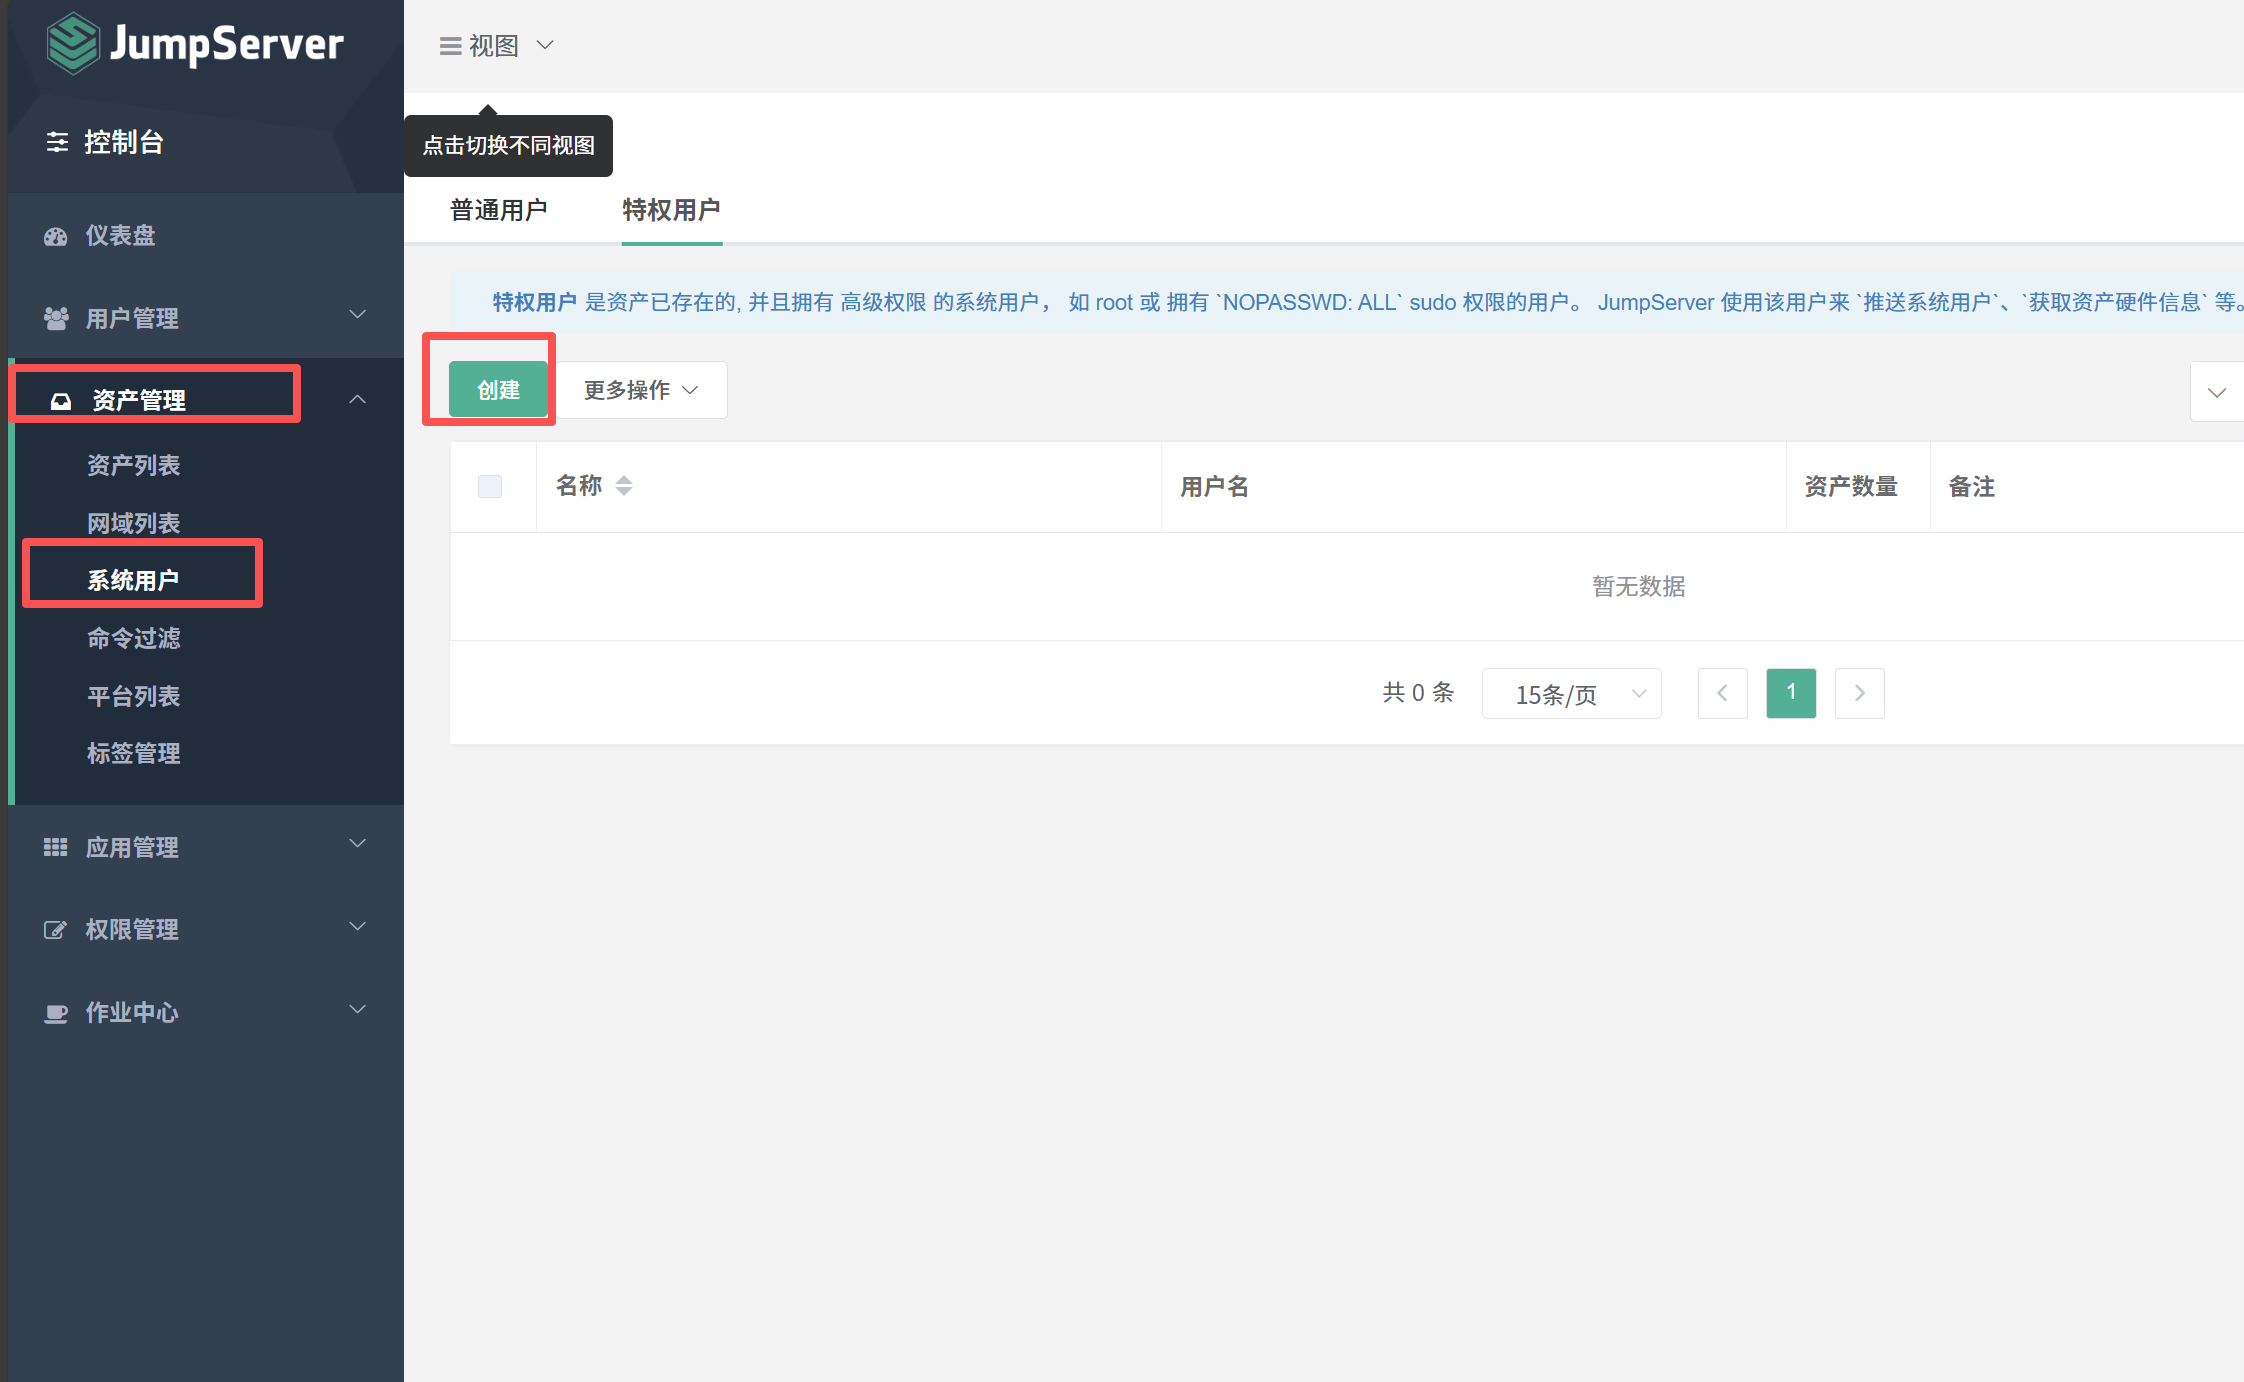 JumpServer
控制台
仪表盘
用户管理
资产管理
资产列表
网域列表
系统用户
命令过滤
平台列表
标签管理
应用管理
权限管理
作业中心
视图
点击切换不同视图
普通用户 特权用户
特权用户 是资产已存在的, 并且拥有 高级权限 的系统用户， 如 root 或 拥有 `NOPASSWD: ALL` sudo 权限的用户。 JumpServer 使用该用户来 `推送系统用户`、`获取资产硬件信息` 等。
创建 更多操作
名称 用户名 资产数量 备注
暂无数据
共 0 条 15条/页 1